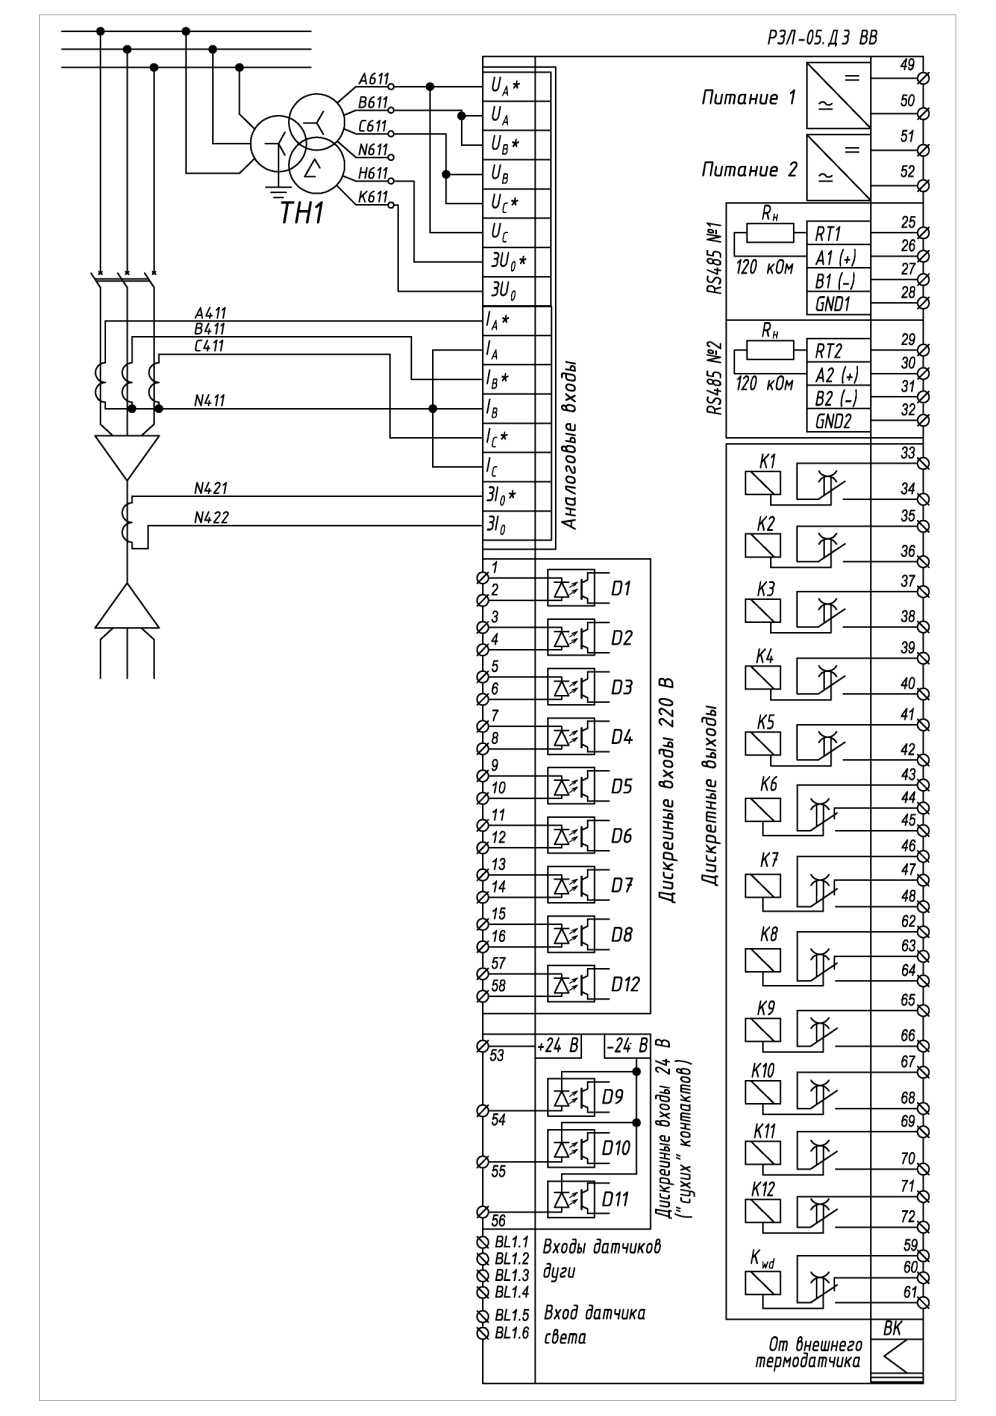 РЗЛ-05.ДЗ ВВ
A611
B611
C611
N611
H611
K611
ТН1
A411
B411
C411
N411
N421
N422
UA*
UA
UB*
UB
UC*
UC
3U0*
3U0
IA*
IA
IB*
IB
IC*
IC
3I0*
3I0
Аналоговые входы
Питание 1
49
50
Питание 2
51
52
RS485 №1
Rн
120 кОм
RT1
A1 (+)
B1 (-)
GND1
25
26
27
28
RS485 №2
Rн
120 кОм
RT2
A2 (+)
B2 (-)
GND2
29
30
31
32
1
2
D1
3
4
D2
5
6
D3
7
8
D4
9
10
D5
11
12
D6
13
14
D7
15
16
D8
57
58
D12
Дискреиные входы 220 В
53
+24 В
-24 В
54
D9
55
D10
56
D11
Дискреиные входы 24 В
("сухих" контактов)
BL1.1
BL1.2
BL1.3
BL1.4
Входы датчиков
дуги
BL1.5
BL1.6
Вход датчика
света
Дискретные выходы
K1
33
34
K2
35
36
K3
37
38
K4
39
40
K5
41
42
K6
43
44
45
K7
46
47
48
K8
62
63
64
K9
65
66
K10
67
68
K11
69
70
K12
71
72
Kwd
59
60
61
ВК
От внешнего
термодатчика